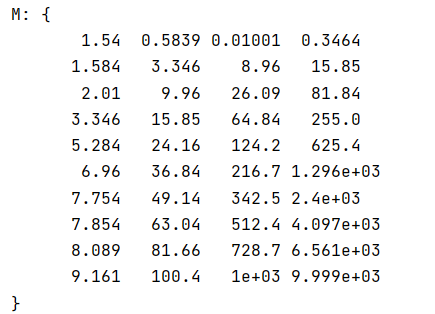 M: {
1.54 0.5839 0.01001 0.3464
1.584 3.346 8.96 15.85
2.01 9.96 26.09 81.84
3.346 15.85 64.84 255.0
5.284 24.16 124.2 625.4
6.96 36.84 216.7 1.296e+03
7.754 49.14 342.5 2.4e+03
7.854 63.04 512.4 4.097e+03
8.089 81.66 728.7 6.561e+03
9.161 100.4 1e+03 9.999e+03
}